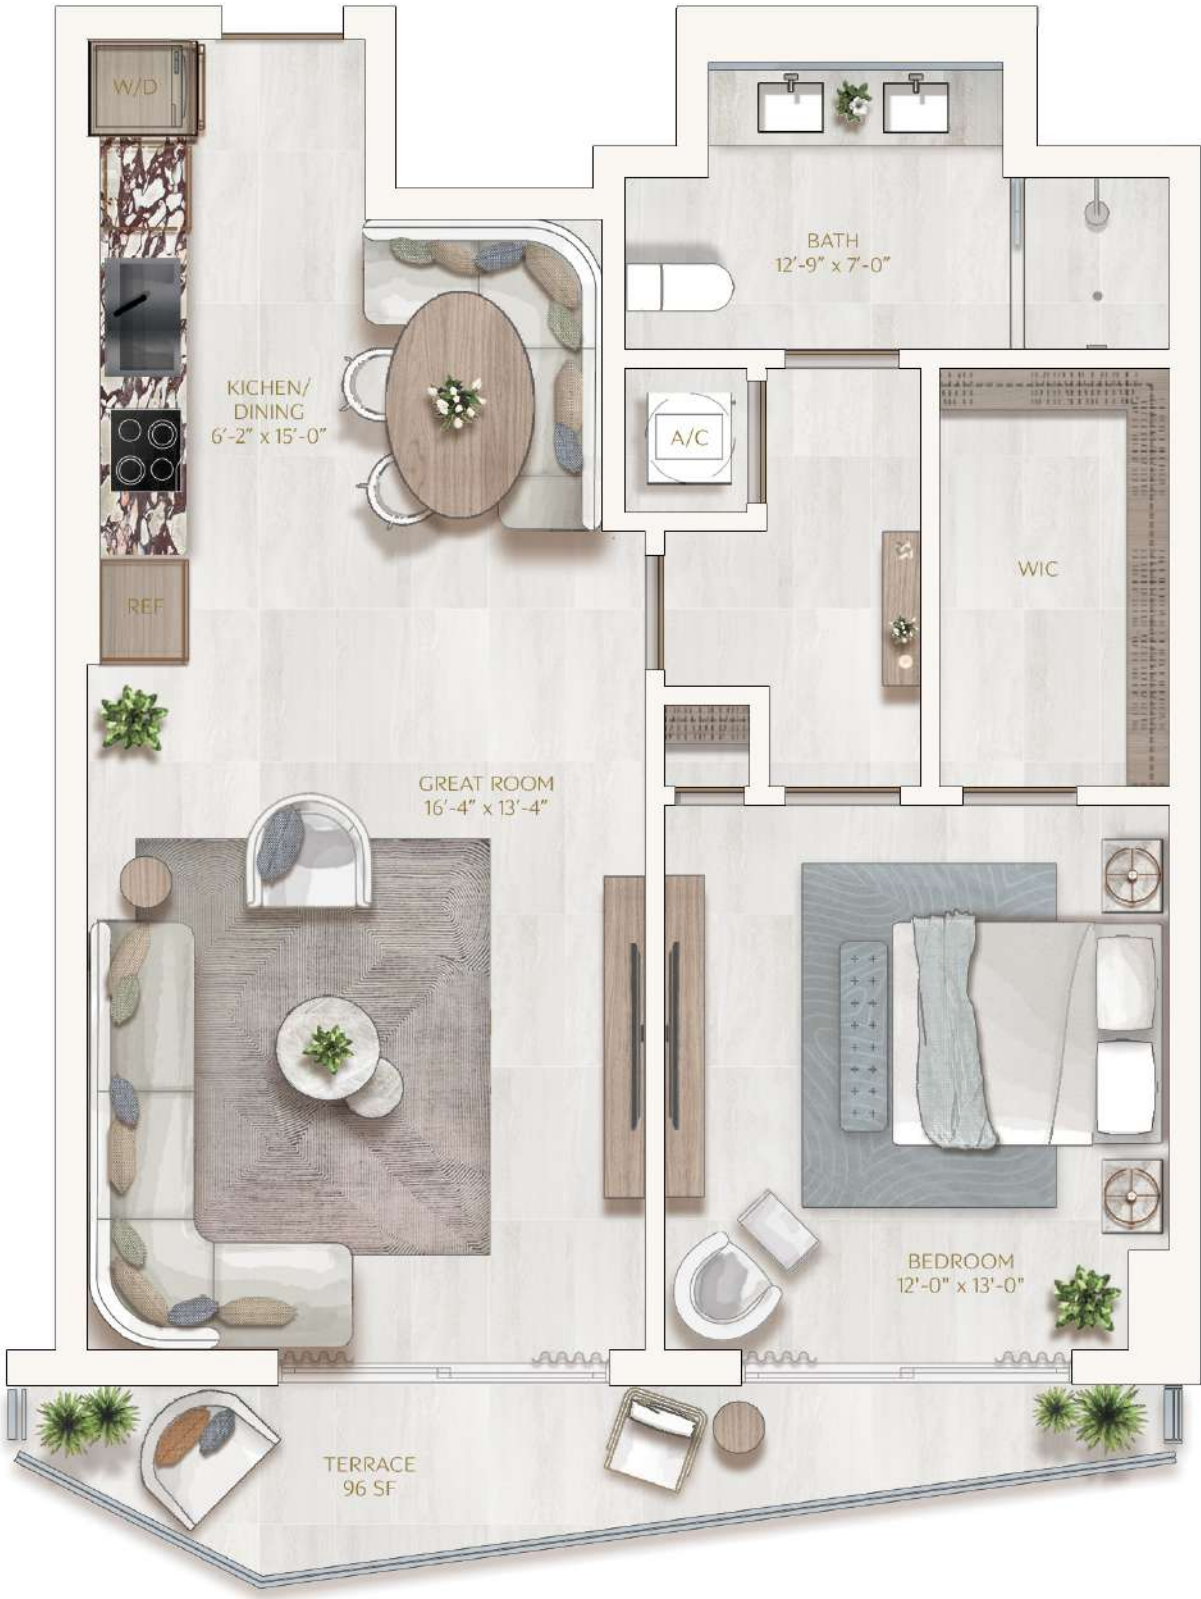 W/D
BATH
12'-9" x 7'-0"
KICHEN/
DINING
6'-2" x 15'-0"
A/C
WIC
REF
GREAT ROOM
16'-4" x 13'-4"
BEDROOM
12'-0" x 13'-0"
TERRACE
96 SF